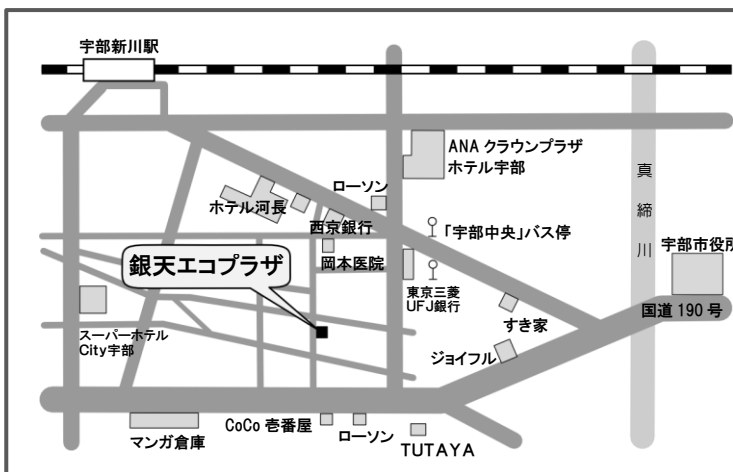 宇部新川駅
ANA クラウンプラザ
ホテル宇部
ローソン
ホテル河長
西京銀行
岡本医院
「宇部中央」バス停
真締川
宇部市役所
銀天エコプラザ
東京三菱
UFJ銀行
国道 190 号
すき家
スーパーホテル
City宇部
ジョイフル
マンガ倉庫
CoCo 壱番屋
ローソン
TUTAYA